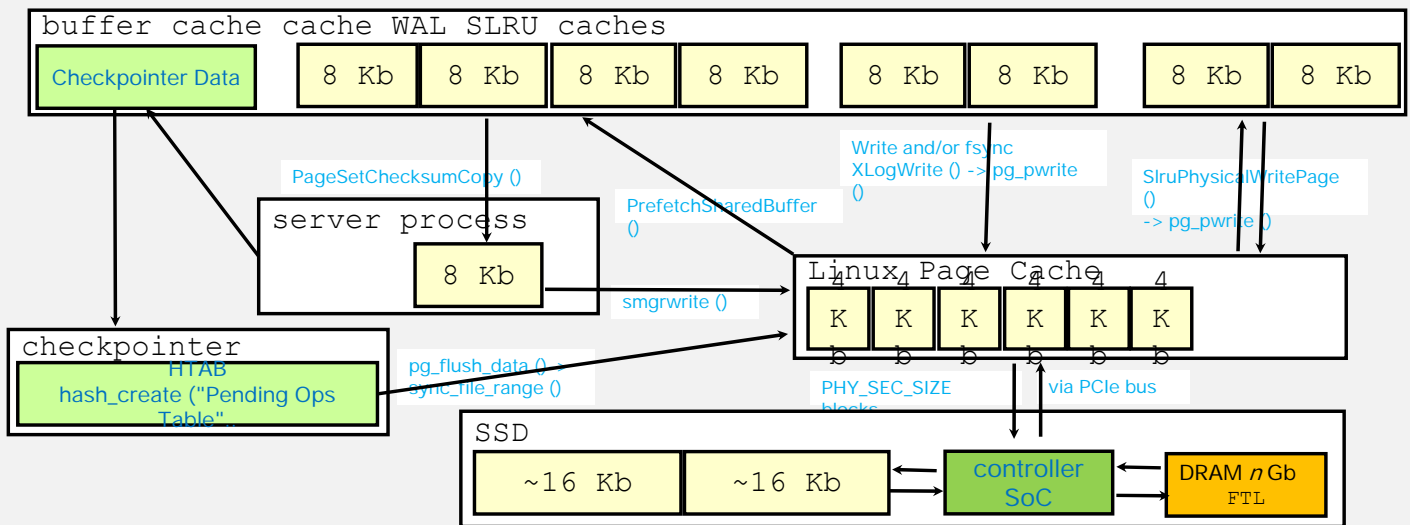 buffer cache cache WAL SLRU caches
Checkpointer Data
8 Kb
8 Kb
8 Kb
8 Kb
8 Kb
8 Kb
8 Kb
8 Kb
PageSetChecksumCopy ()
PrefetchSharedBuffer
()
Write and/or fsync
XLogWrite () -> pg_pwrite
()
SlruPhysicalWritePage
()
-> pg_pwrite ()
server process
8 Kb
smgrwrite ()
Linux Page Cache
4
K
b
4
K
b
4
K
b
4
K
b
4
K
b
4
K
b
checkpointer
HTAB
hash_create ("Pending Ops
Table"..
pg_flush_data () ->
sync_file_range ()
PHY_SEC_SIZE
blocks
via PCIe bus
SSD
~16 Kb
~16 Kb
controller
SoC
DRAM n Gb
FTL